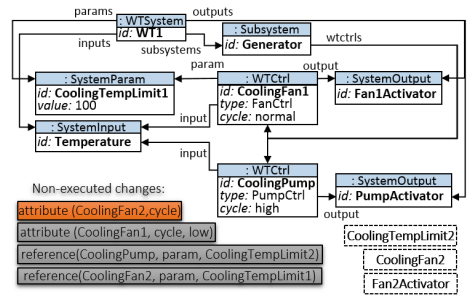 params
outputs
: WTSystem
id: WT1
inputs
subsystems
: Subsystem
id: Generator
wtctrls
: SystemParam
id: CoolingTempLimit1
value: 100
param
: WTCtrl
id: CoolingFan1
type: FanCtrl
cycle: normal
output
: SystemOutput
id: Fan1Activator
: SystemInput
id: Temperature
input
input
: WTCtrl
id: CoolingPump
type: PumpCtrl
cycle: high
: SystemOutput
id: PumpActivator
output
Non-executed changes:
attribute (CoolingFan2,cycle)
attribute (CoolingFan1, cycle, low)
reference(CoolingPump, param, CoolingTempLimit2)
reference(CoolingFan2, param, CoolingTempLimit1)
CoolingTempLimit2
CoolingFan2
Fan2Activator